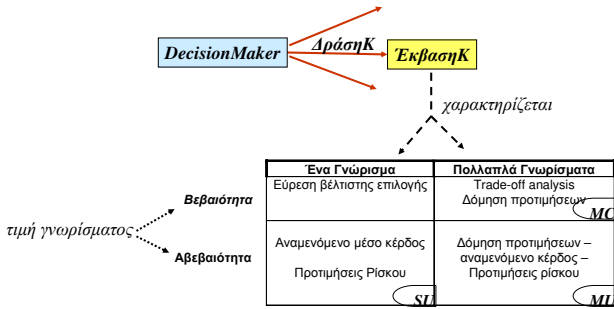 DecisionMaker
ΔράσηΚ
ΈκβασηΚ
χαρακτηρίζεται
Ένα Γνώρισμα
Πολλαπλά Γνωρίσματα
Βεβαιότητα
Εύρεση βέλτιστης επιλογής
Trade-off analysis
Δόμηση προτιμήσεων
MC
τιμή γνωρίσματος
Αβεβαιότητα
Αναμενόμενο μέσο κέρδος
Προτιμήσεις Ρίσκου
SU
Δόμηση προτιμήσεων –
αναμενόμενο κέρδος –
Προτιμήσεις ρίσκου
MU